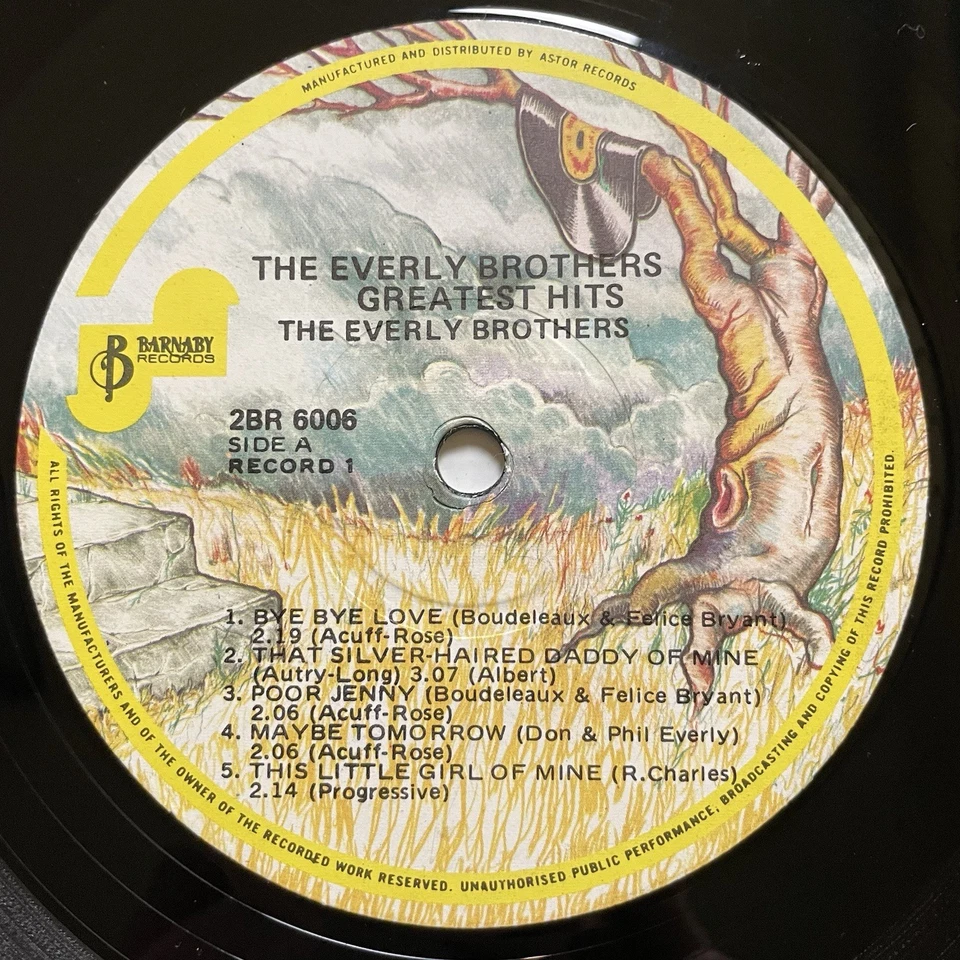 MANUFACTURED AND DISTRIBUTED BY ASTOR RECORDS
THE EVERLY BROTHERS
GREATEST HITS
THE EVERLY BROTHERS
B BARNABY
RECORDS
2BR 6006
SIDE A
RECORD 1
1. BYE BYE LOVE (Boudeleaux & Felice Bryant)
2.19 (Acuff-Rose)
2. THAT SILVER-HAIRED DADDY OF MINE
(Autry-Long) 3.07 (Albert)
3. POOR JENNY (Boudeleaux & Felice Bryant)
2.06 (Acuff-Rose)
4. MAYBE TOMORROW (Don & Phil Everly)
2.06 (Acuff-Rose)
5. THIS LITTLE GIRL OF MINE (R.Charles)
2.14 (Progressive)
ALL RIGHTS OF THE MANUFACTURERS AND OF THE OWNER OF THE RECORDED WORK RESERVED. UNAUTHORISED PUBLIC PERFORMANCE, BROADCASTING AND COPYING OF THIS RECORD PROHIBITED.